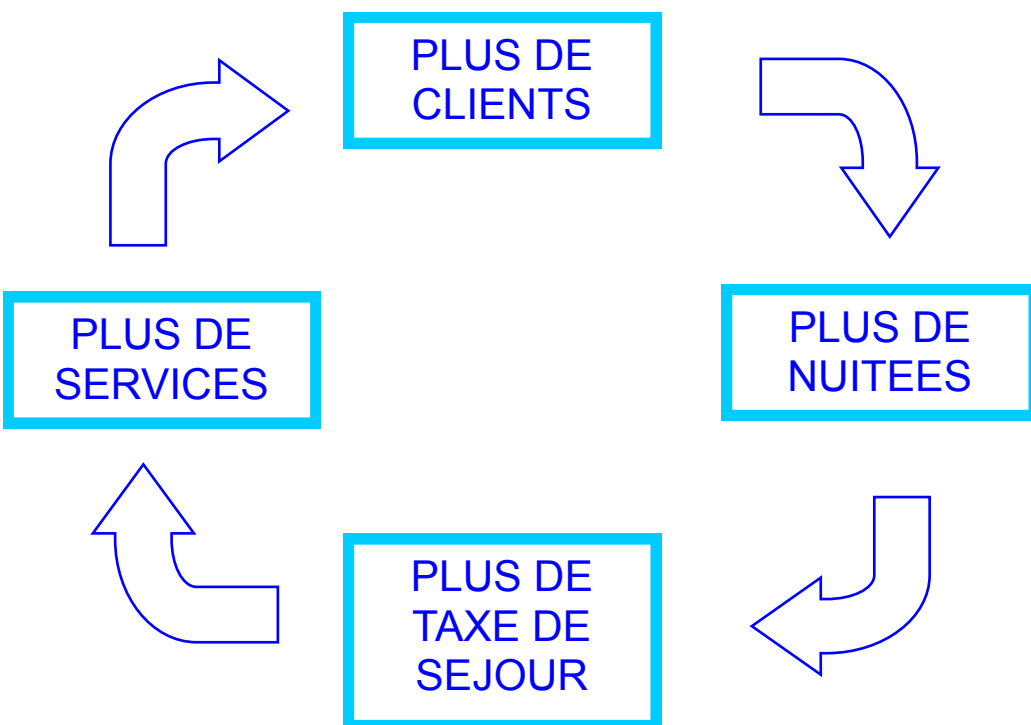 PLUS DE
CLIENTS
PLUS DE
NUITEES
PLUS DE
TAXE DE
SEJOUR
PLUS DE
SERVICES